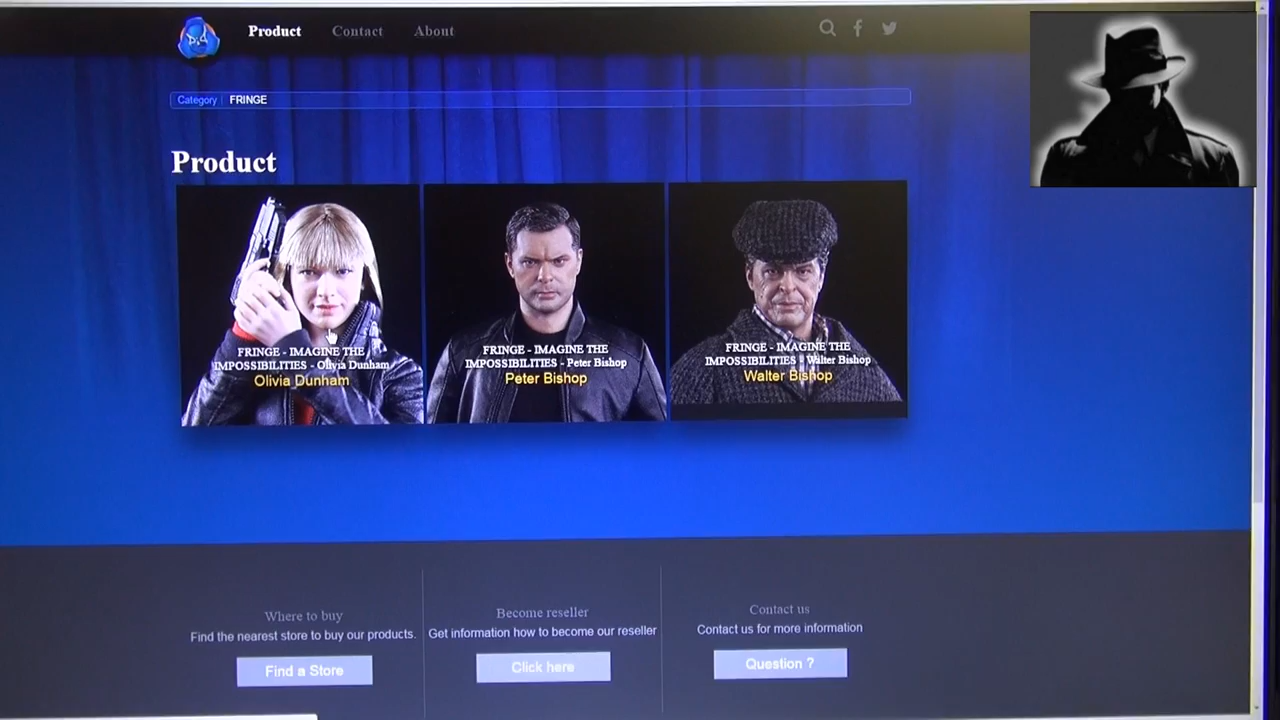 DiD
Product
Contact
About
Category
FRINGE
Product
FRINGE - IMAGINE THE
IMPOSSIBILITIES - Olivia Dunham
Olivia Dunham
FRINGE - IMAGINE THE
IMPOSSIBILITIES - Peter Bishop
Peter Bishop
FRINGE - IMAGINE THE
IMPOSSIBILITIES - Walter Bishop
Walter Bishop
Where to buy
Find the nearest store to buy our products.
Find a Store
Become reseller
Get information how to become our reseller
Click here
Contact us
Contact us for more information
Question ?